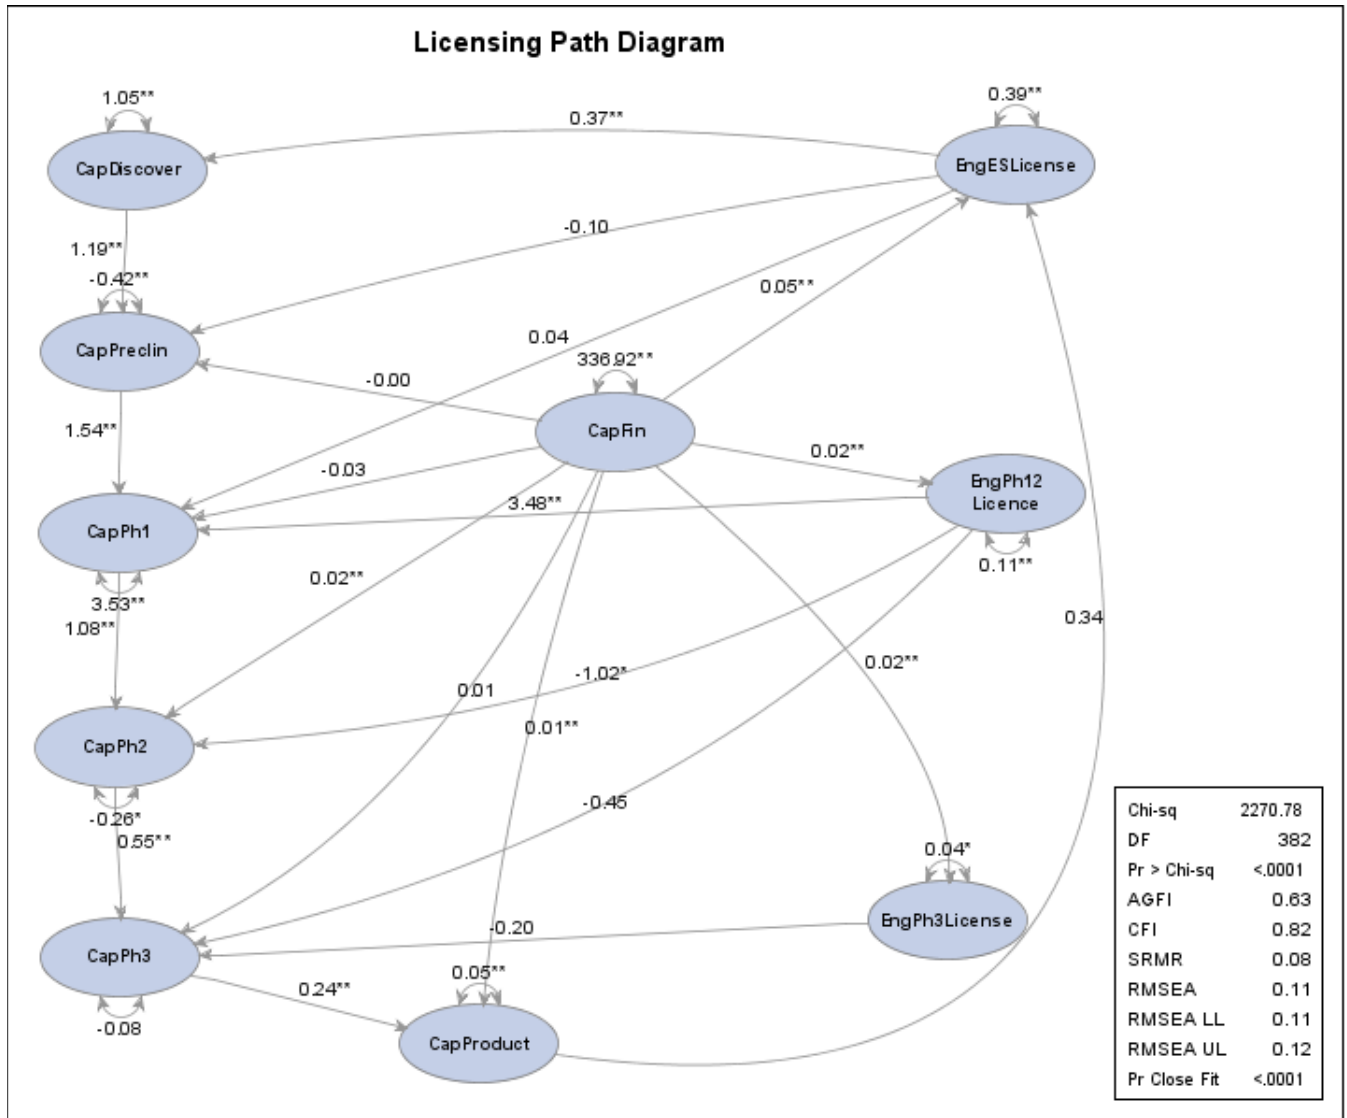 Licensing Path Diagram
1.05**
0.39**
0.37**
CapDiscover
EngESLicense
-0.10
1.19**
-0.42**
0.05**
0.04
CapPreclin
336.92**
-0.00
1.54**
CapFin
0.02**
-0.03
EngPh12
Licence
3.48**
CapPh1
0.11**
0.02**
3.53**
1.08**
0.34
0.02**
-1.02*
0.01
0.01**
CapPh2
-0.26*
-0.45
0.55**
0.04*
EngPh3License
-0.20
CapPh3
0.05**
0.24**
-0.08
CapProduct
Chi-sq 2270.78
DF 382
Pr > Chi-sq <.0001
AGFI 0.63
CFI 0.82
SRMR 0.08
RMSEA 0.11
RMSEA LL 0.11
RMSEA UL 0.12
Pr Close Fit <.0001